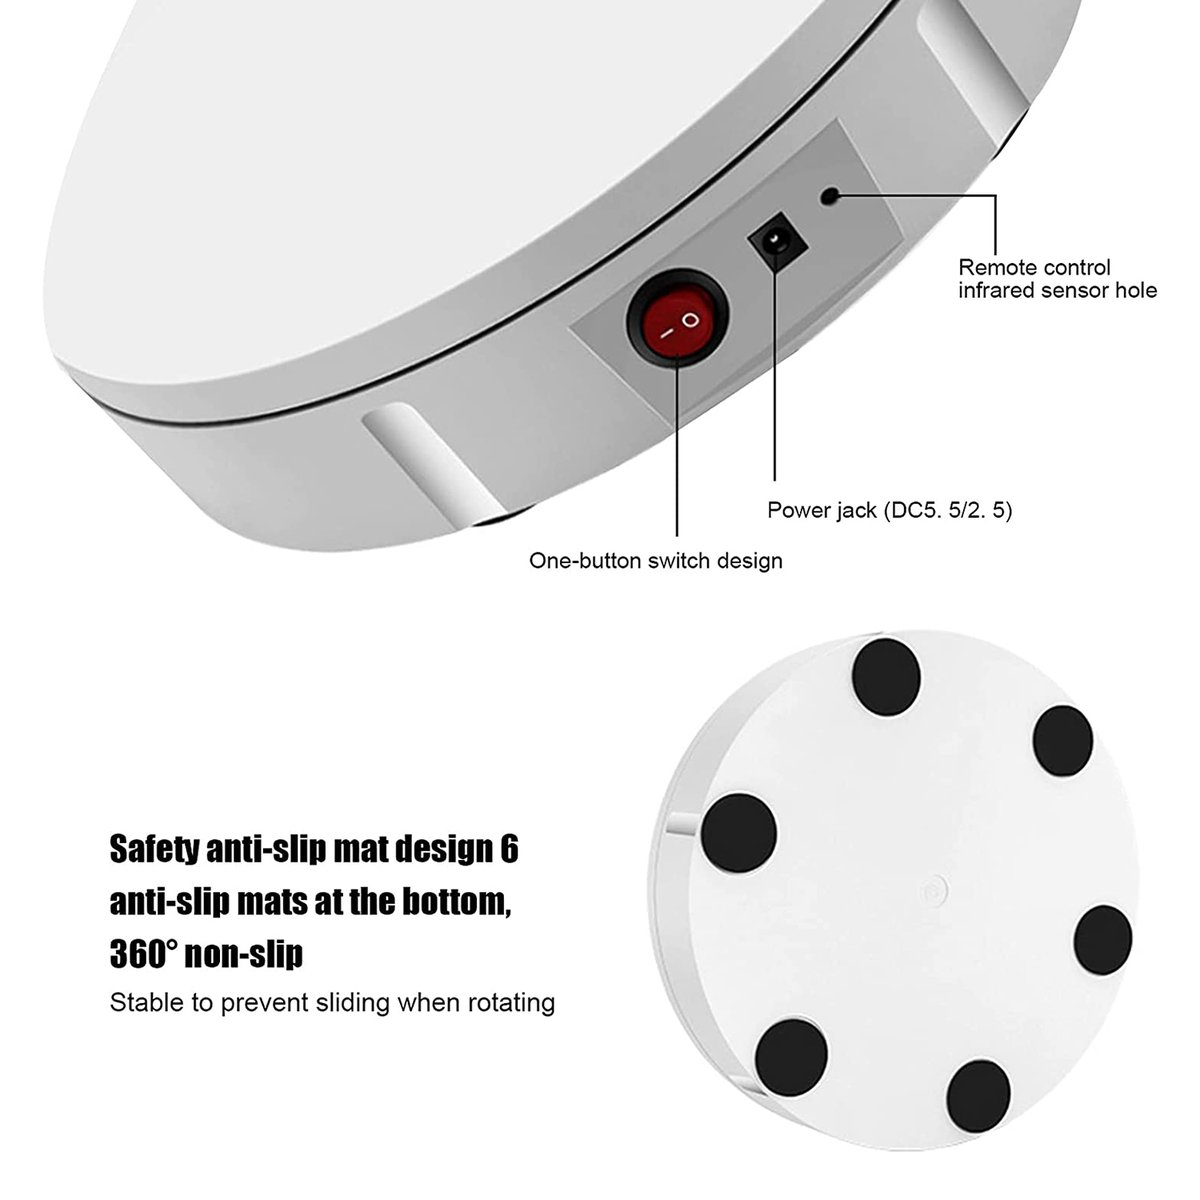 Remote control
infrared sensor hole
Power jack (DC5. 5/2. 5)
One-button switch design
Safety anti-slip mat design 6
anti-slip mats at the bottom,
360° non-slip
Stable to prevent sliding when rotating